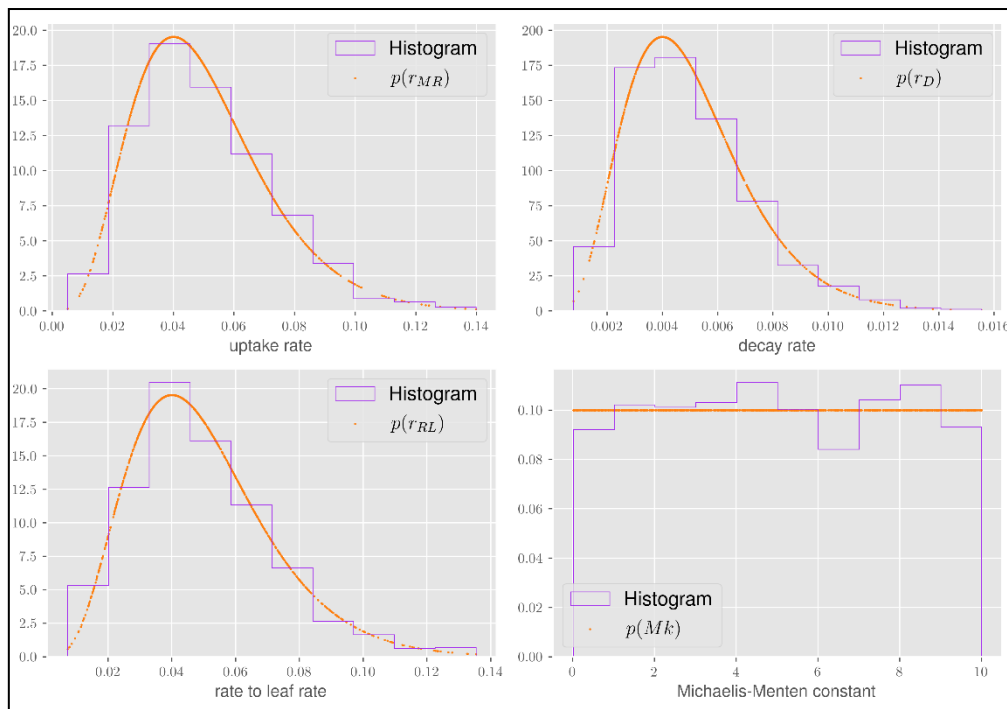 20.0
17.5
15.0
12.5
10.0
7.5
5.0
2.5
0.0
0.00 0.02 0.04 0.06 0.08 0.10 0.12 0.14
uptake rate
Histogram
p(r_{MR})
200
175
150
125
100
75
50
25
0
0.002 0.004 0.006 0.008 0.010 0.012 0.014 0.016
decay rate
Histogram
p(r_D)
20.0
17.5
15.0
12.5
10.0
7.5
5.0
2.5
0.0
0.02 0.04 0.06 0.08 0.10 0.12 0.14
rate to leaf rate
Histogram
p(r_{RL})
0.10
0.08
0.06
0.04
0.02
0.00
0 2 4 6 8 10
Michaelis-Menten constant
Histogram
p(Mk)